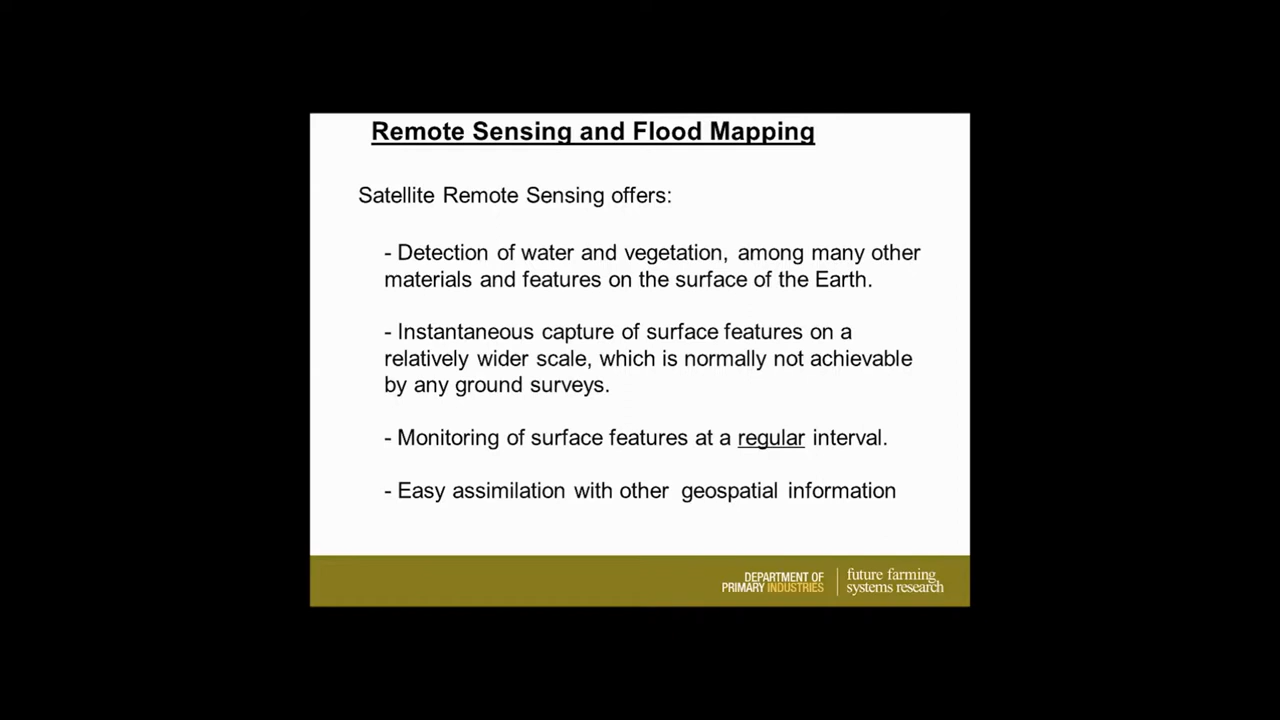 Remote Sensing and Flood Mapping
Satellite Remote Sensing offers:
- Detection of water and vegetation, among many other
materials and features on the surface of the Earth.
- Instantaneous capture of surface features on a
relatively wider scale, which is normally not achievable
by any ground surveys.
- Monitoring of surface features at a regular interval.
- Easy assimilation with other geospatial information
DEPARTMENT OF
PRIMARY INDUSTRIES
future farming
systems research